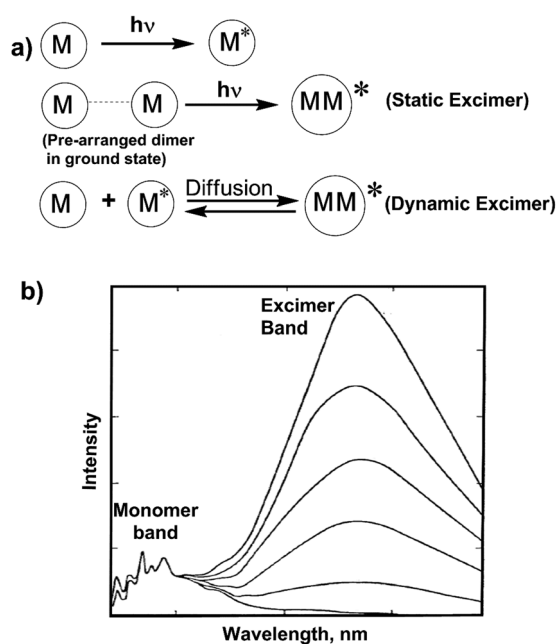 a)
M hν M*
M M hν MM * (Static Excimer)
(Pre-arranged dimer
in ground state)
M + M* Diffusion MM * (Dynamic Excimer)
b)
Excimer
Band
Monomer
band
Intensity
Wavelength, nm